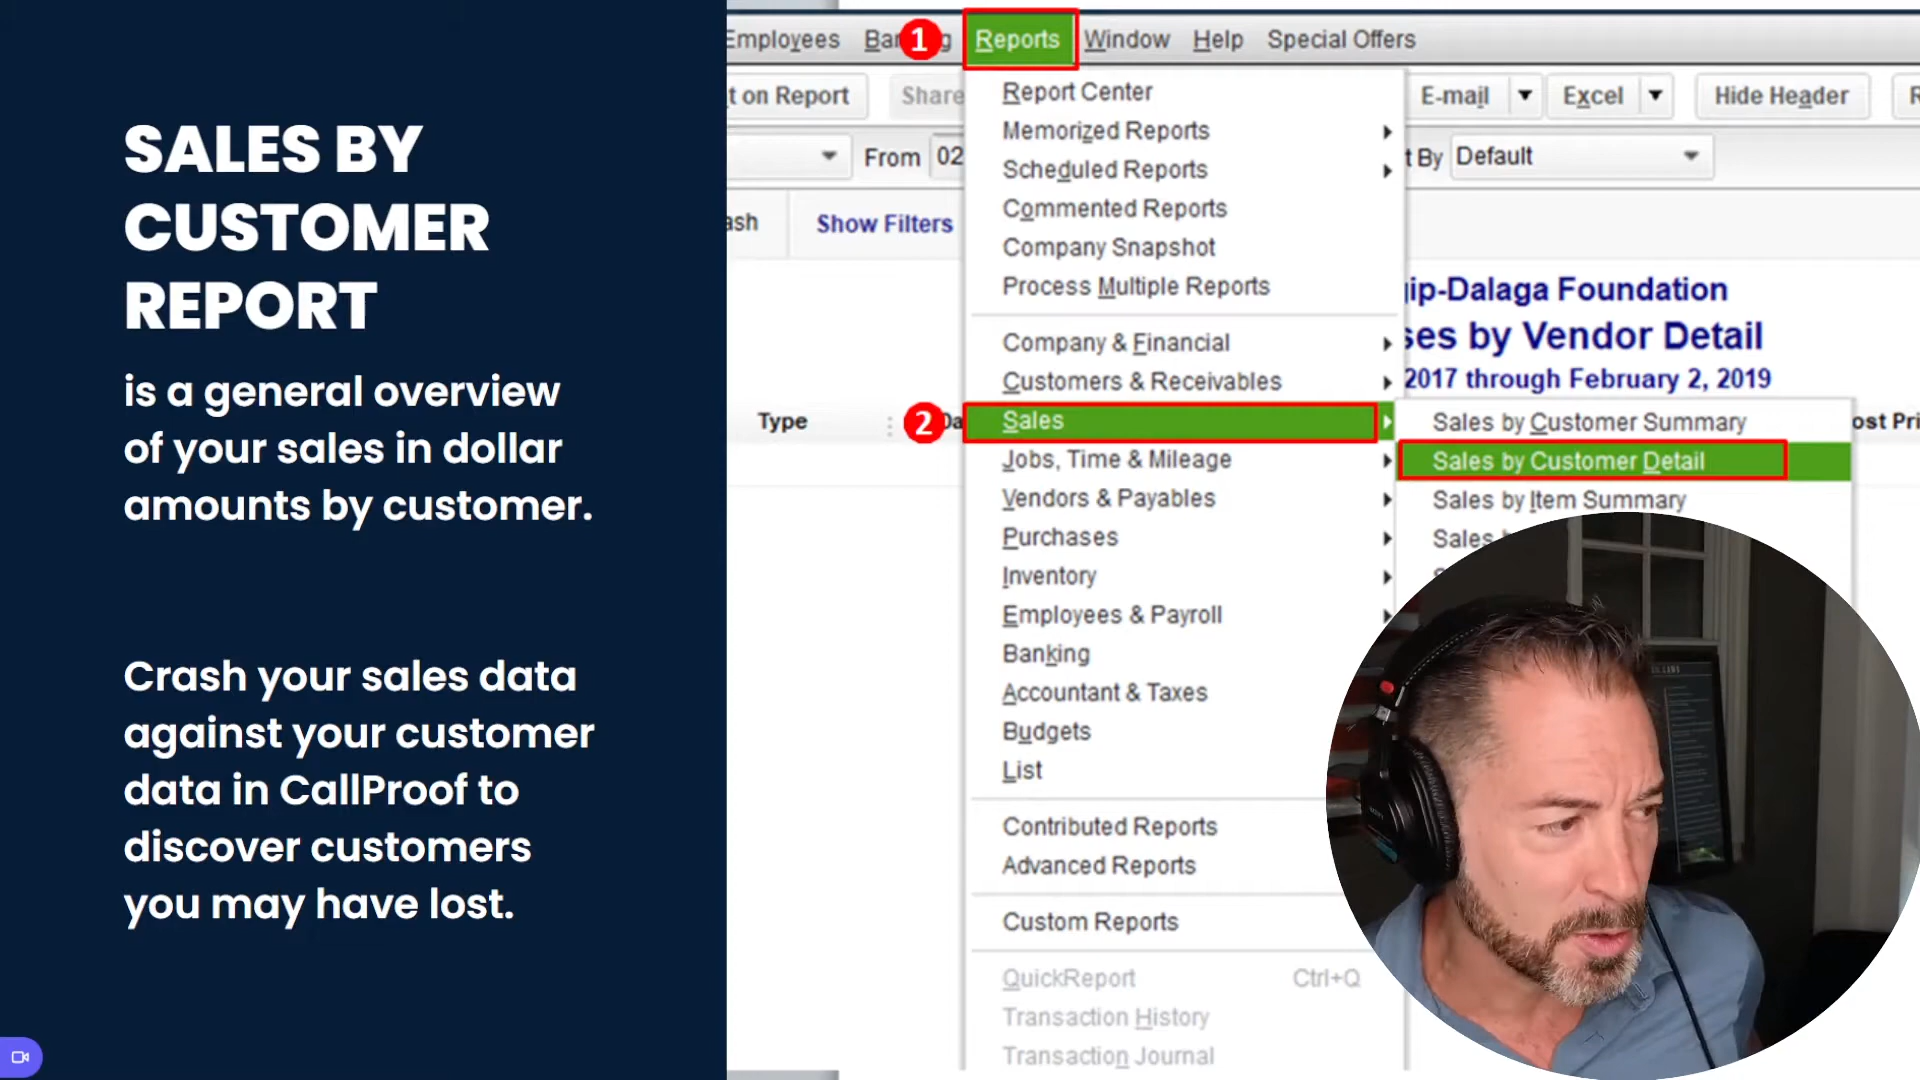 SALES BY
CUSTOMER
REPORT
is a general overview
of your sales in dollar
amounts by customer.
Crash your sales data
against your customer
data in CallProof to
discover customers
you may have lost.
Employees
1
Reports
Window
Help
Special Offers
t on Report
Share
E-mail
Excel
Hide Header
From
02
t By
Default
ash
Show Filters
Report Center
Memorized Reports
Scheduled Reports
Commented Reports
Company Snapshot
Process Multiple Reports
Company & Financial
Customers & Receivables
2
Sales
Jobs, Time & Mileage
Vendors & Payables
Purchases
Inventory
Employees & Payroll
Banking
Accountant & Taxes
Budgets
List
Contributed Reports
Advanced Reports
Custom Reports
QuickReport Ctrl+Q
Transaction History
Transaction Journal
gip-Dalaga Foundation
ses by Vendor Detail
2017 through February 2, 2019
Type
Sales by Customer Summary
Sales by Customer Detail
Sales by Item Summary
Sales